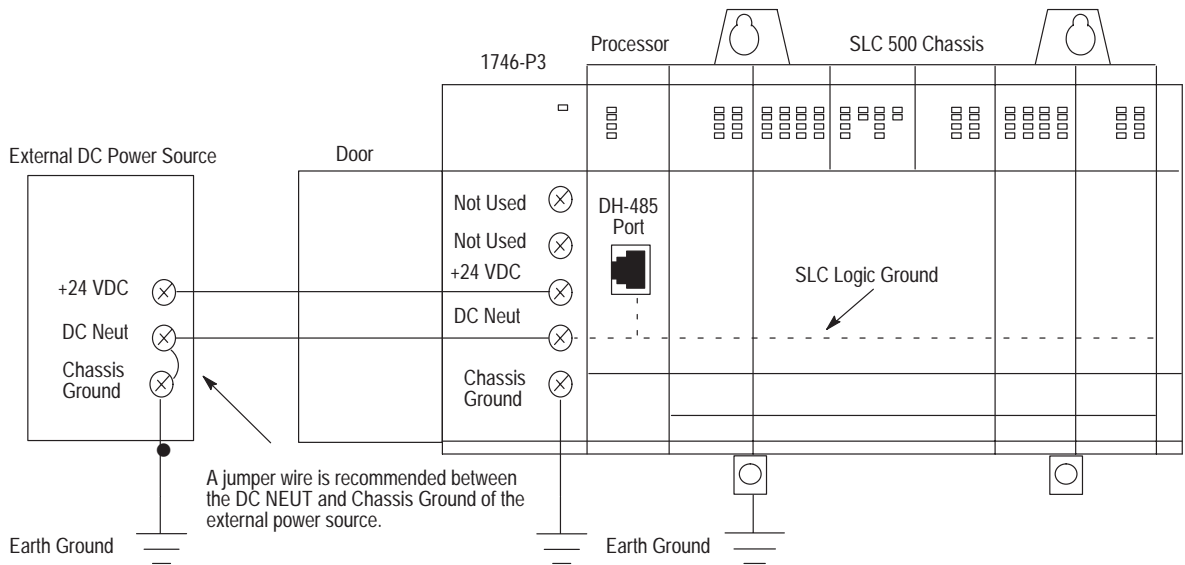 Processor
SLC 500 Chassis
1746-P3
External DC Power Source
Door
Not Used
DH-485
Port
Not Used
+24 VDC
+24 VDC
SLC Logic Ground
DC Neut
DC Neut
Chassis
Ground
Chassis
Ground
A jumper wire is recommended between
the DC NEUT and Chassis Ground of the
external power source.
Earth Ground
Earth Ground